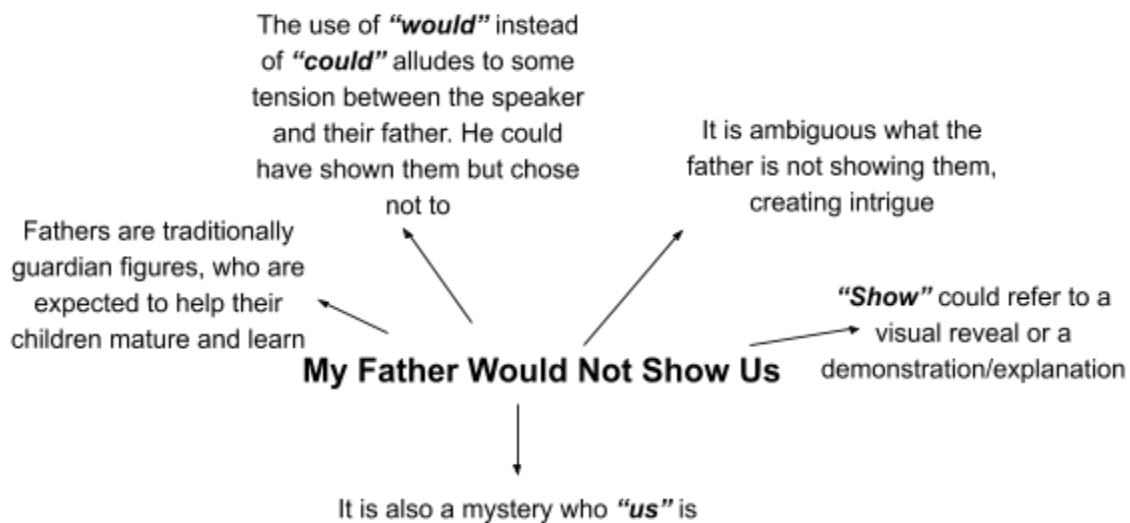 The use of “would” instead
of “could” alludes to some
tension between the speaker
and their father. He could
have shown them but chose
not to
It is ambiguous what the
father is not showing them,
creating intrigue
Fathers are traditionally
guardian figures, who are
expected to help their
children mature and learn
“Show” could refer to a
visual reveal or a
demonstration/explanation
My Father Would Not Show Us
It is also a mystery who “us” is